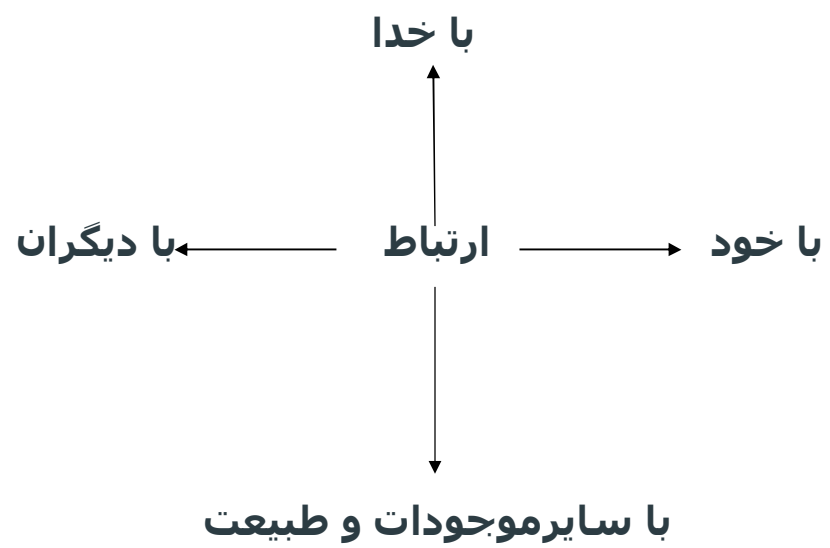 با خدا
با خود
ارتباط
با دیگران
با سایرموجودات و طبیعت